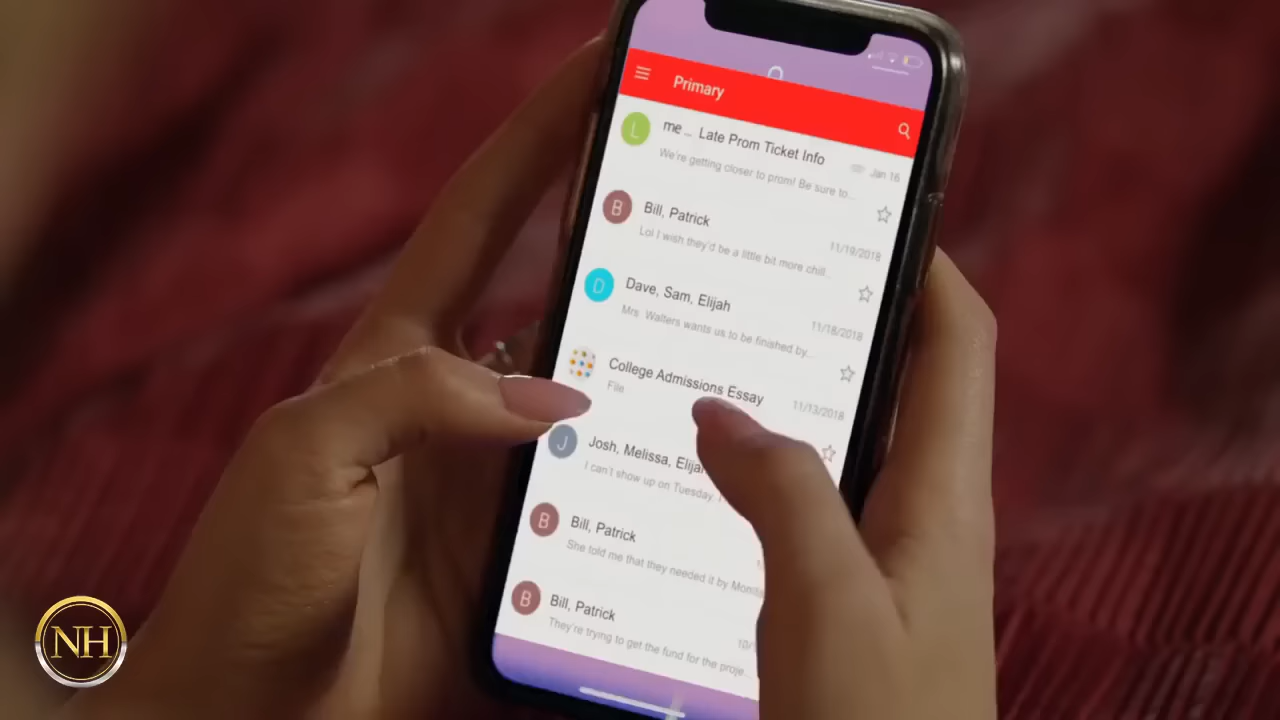 Primary
L
me .. Late Prom Ticket Info
Jan 16
We're getting closer to prom! Be sure to...
B
Bill, Patrick
11/19/2018
Lol I wish they'd be a little bit more chill..
D
Dave, Sam, Elijah
11/18/2018
Mrs. Walters wants us to be finished by...
College Admissions Essay
11/13/2018
File
J
Josh, Melissa, Elijah
I can't show up on Tuesday.
B
Bill, Patrick
She told me that they needed it by Monda
B
Bill, Patrick
10/
They're trying to get the fund for the proje...
NH